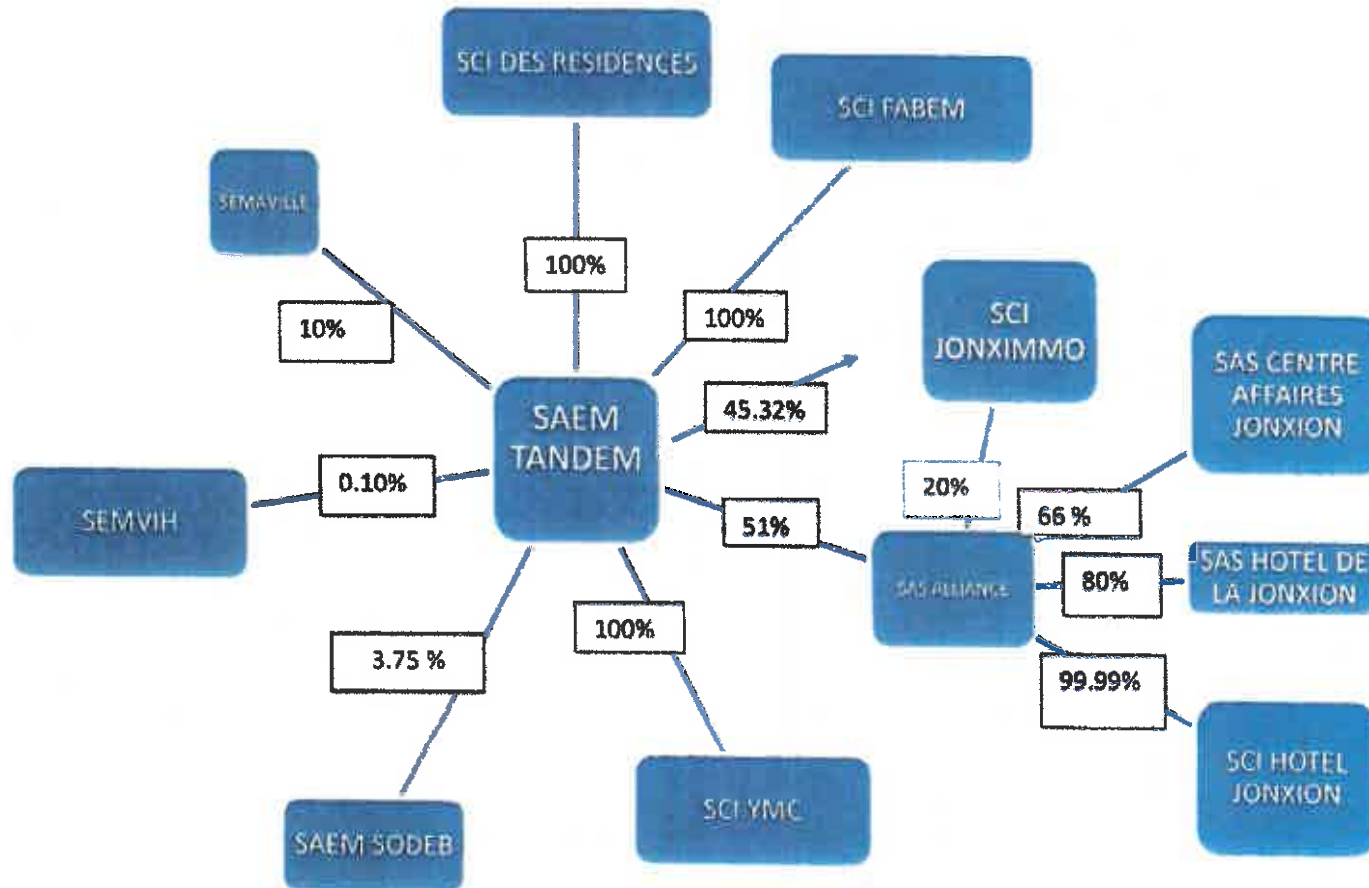 SCI DES RESIDENCES
SCI FABEM
SEMAVILLE
100%
10%
100%
SCI
JONXIMMO
SAS CENTRE
AFFAIRES
JONXION
45.32%
SAEM
TANDEM
0.10%
SEMVIH
20%
66 %
51%
SAS ALLIANCE
80%
SAS HOTEL DE
LA JONXION
100%
3.75 %
99.99%
SCI HOTEL
JONXION
SCI YMC
SAEM SODEB